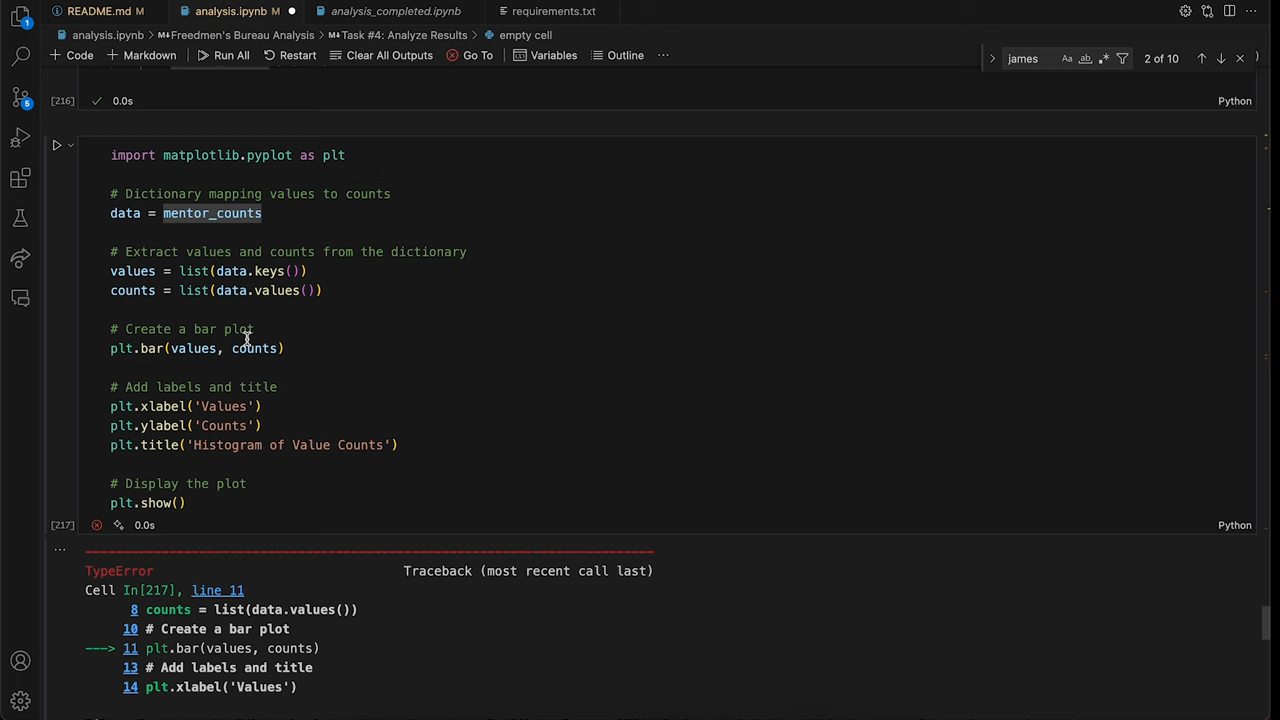 README.md M
analysis.ipynb M
analysis_completed.ipynb
requirements.txt
analysis.ipynb > Freedmen's Bureau Analysis > Task #4: Analyze Results > empty cell
+ Code + Markdown Run All Restart Clear All Outputs Go To Variables Outline ...
james Aa ab 2 of 10
[216] 0.0s Python
import matplotlib.pyplot as plt
# Dictionary mapping values to counts
data = mentor_counts
# Extract values and counts from the dictionary
values = list(data.keys())
counts = list(data.values())
# Create a bar plot
plt.bar(values, counts)
# Add labels and title
plt.xlabel('Values')
plt.ylabel('Counts')
plt.title('Histogram of Value Counts')
# Display the plot
plt.show()
[217] 0.0s Python
TypeError Traceback (most recent call last)
Cell In[217], line 11
8 counts = list(data.values())
10 # Create a bar plot
----> 11 plt.bar(values, counts)
13 # Add labels and title
14 plt.xlabel('Values')
1
5